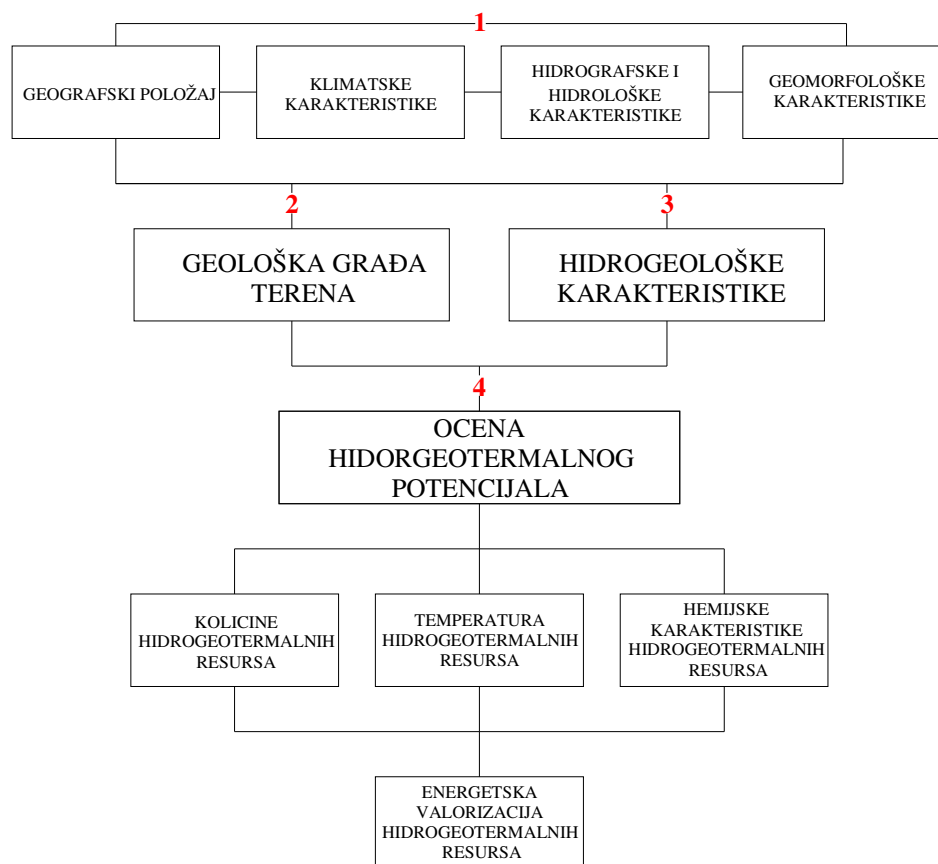 1
GEOGRAFSKI POLOŽAJ
KLIMATSKE
KARAKTERISTIKE
HIDROGRAFSKE I
HIDROLOŠKE
KARAKTERISTIKE
GEOMORFOLOŠKE
KARAKTERISTIKE
2
3
GEOLOŠKA GRAĐA
TERENA
HIDROGEOLOŠKE
KARAKTERISTIKE
4
OCENA
HIDORGEOTERMALNOG
POTENCIJALA
KOLICINE
HIDROGEOTERMALNIH
RESURSA
TEMPERATURA
HIDROGEOTERMALNIH
RESURSA
HEMIJSKE
KARAKTERISTIKE
HIDROGEOTERMALNIH
RESURSA
ENERGETSKA
VALORIZACIJA
HIDROGEOTERMALNIH
RESURSA